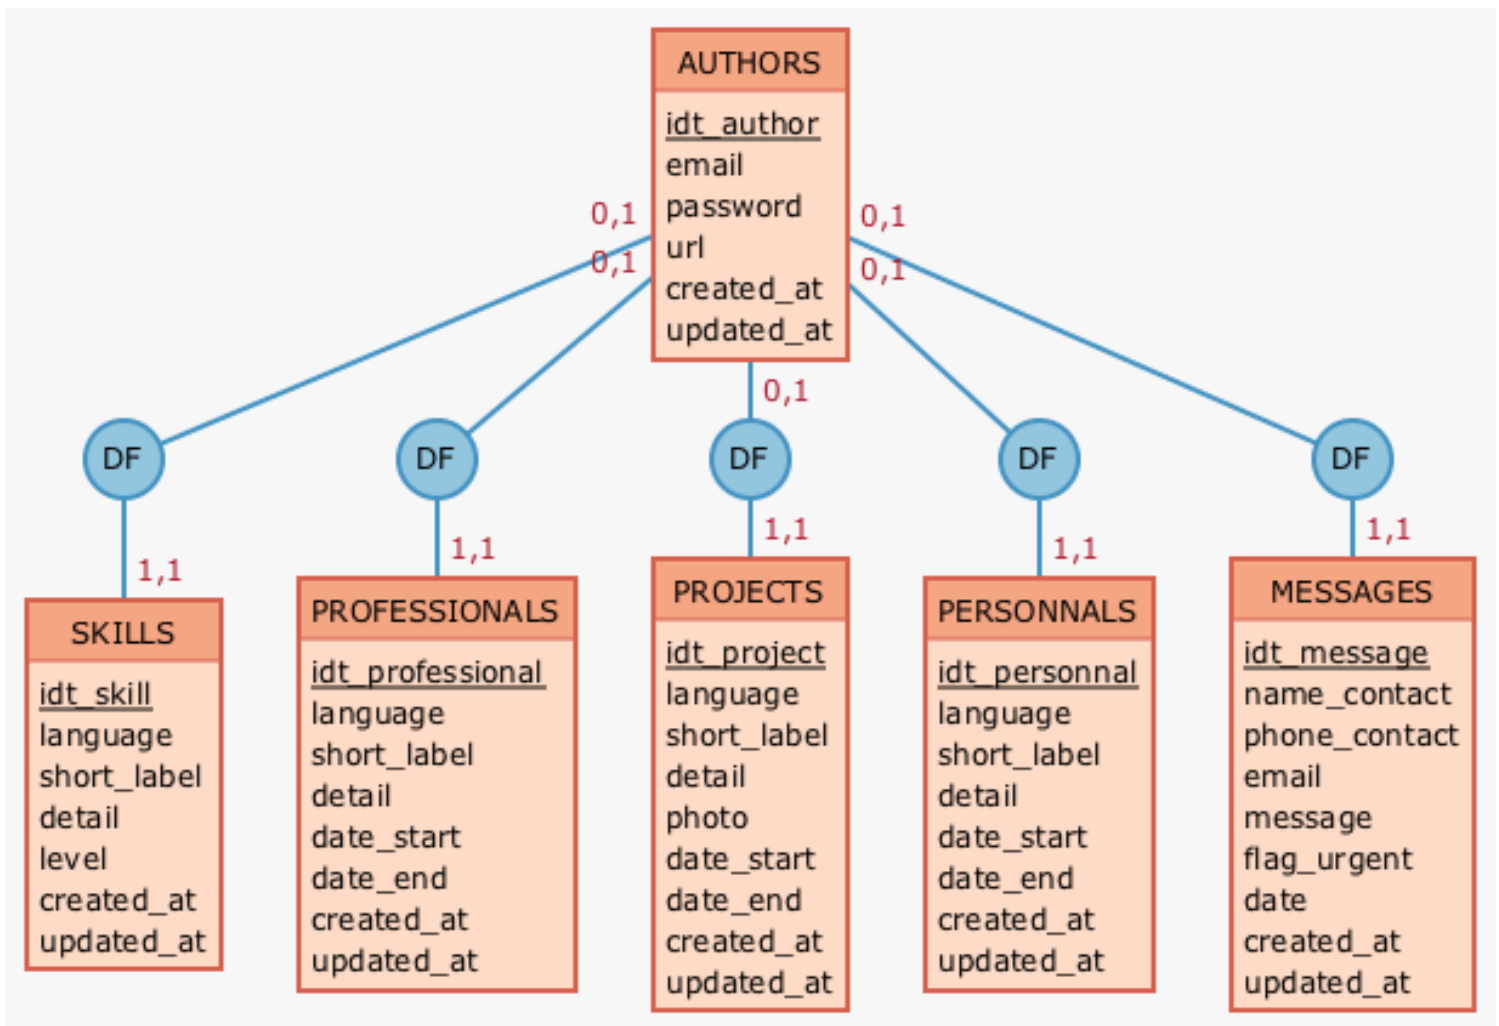 AUTHORS
idt_author
email
password
url
created_at
updated_at
0,1
0,1
0,1
0,1
0,1
DF
DF
DF
DF
DF
1,1
1,1
1,1
1,1
1,1
SKILLS
idt_skill
language
short_label
detail
level
created_at
updated_at
PROFESSIONALS
idt_professional
language
short_label
detail
date_start
date_end
created_at
updated_at
PROJECTS
idt_project
language
short_label
detail
photo
date_start
date_end
created_at
updated_at
PERSONNALS
idt_personnal
language
short_label
detail
date_start
date_end
created_at
updated_at
MESSAGES
idt_message
name_contact
phone_contact
email
message
flag_urgent
date
created_at
updated_at